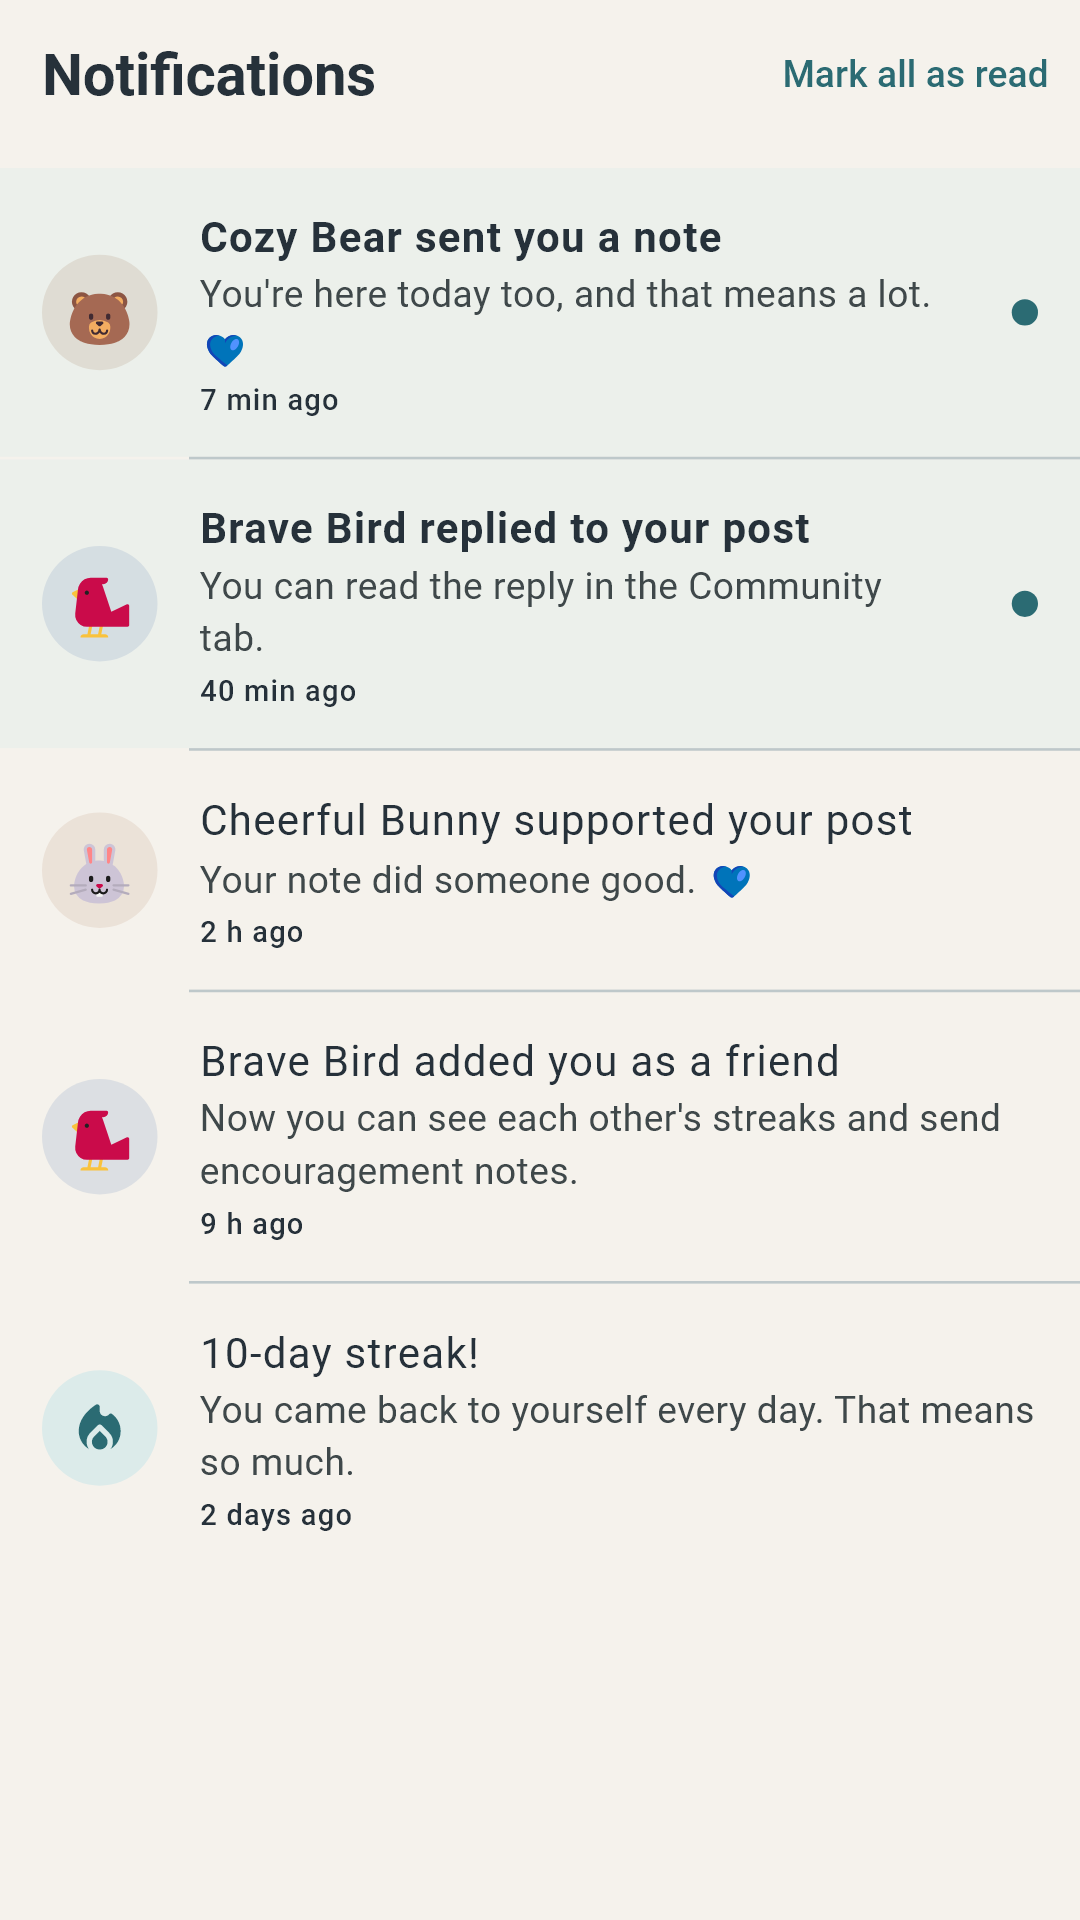 Notifications
Mark all as read
Cozy Bear sent you a note
You're here today too, and that means a lot.
💙
7 min ago
Brave Bird replied to your post
You can read the reply in the Community
tab.
40 min ago
Cheerful Bunny supported your post
Your note did someone good. 💙
2 h ago
Brave Bird added you as a friend
Now you can see each other's streaks and send
encouragement notes.
9 h ago
10-day streak!
You came back to yourself every day. That means
so much.
2 days ago